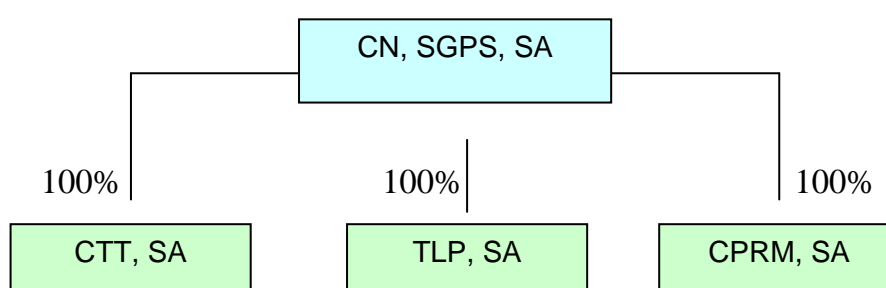 CN, SGPS, SA
100%
100%
100%
CTT, SA
TLP, SA
CPRM, SA